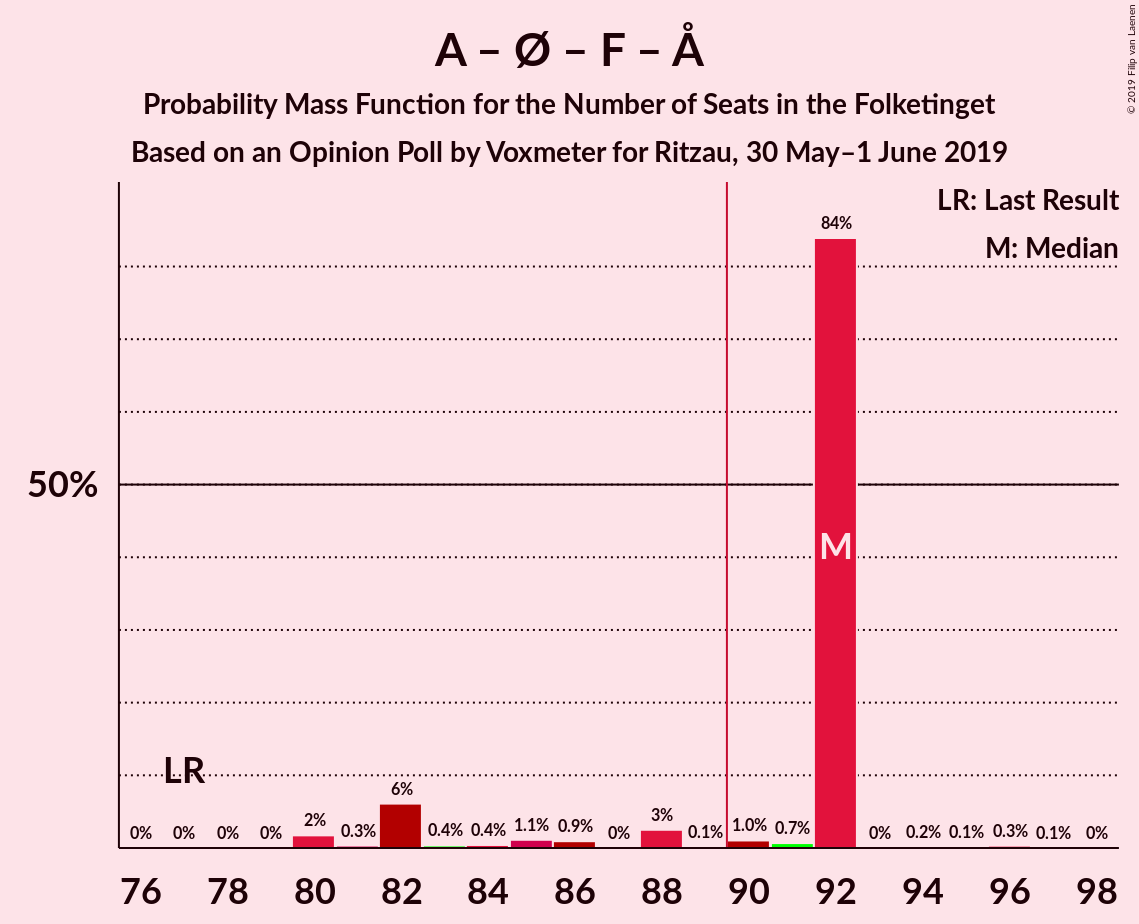 A – Ø – F – Å
Probability Mass Function for the Number of Seats in the Folketinget
Based on an Opinion Poll by Voxmeter for Ritzau, 30 May–1 June 2019
© 2019 Filip van Laenen
LR: Last Result
M: Median
84%
50%
M
LR
0% 0% 0% 0% 2% 0.3% 6% 0.4% 0.4% 1.1% 0.9% 0% 3% 0.1% 1.0% 0.7% 0% 0.2% 0.1% 0.3% 0.1% 0%
76 78 80 82 84 86 88 90 92 94 96 98